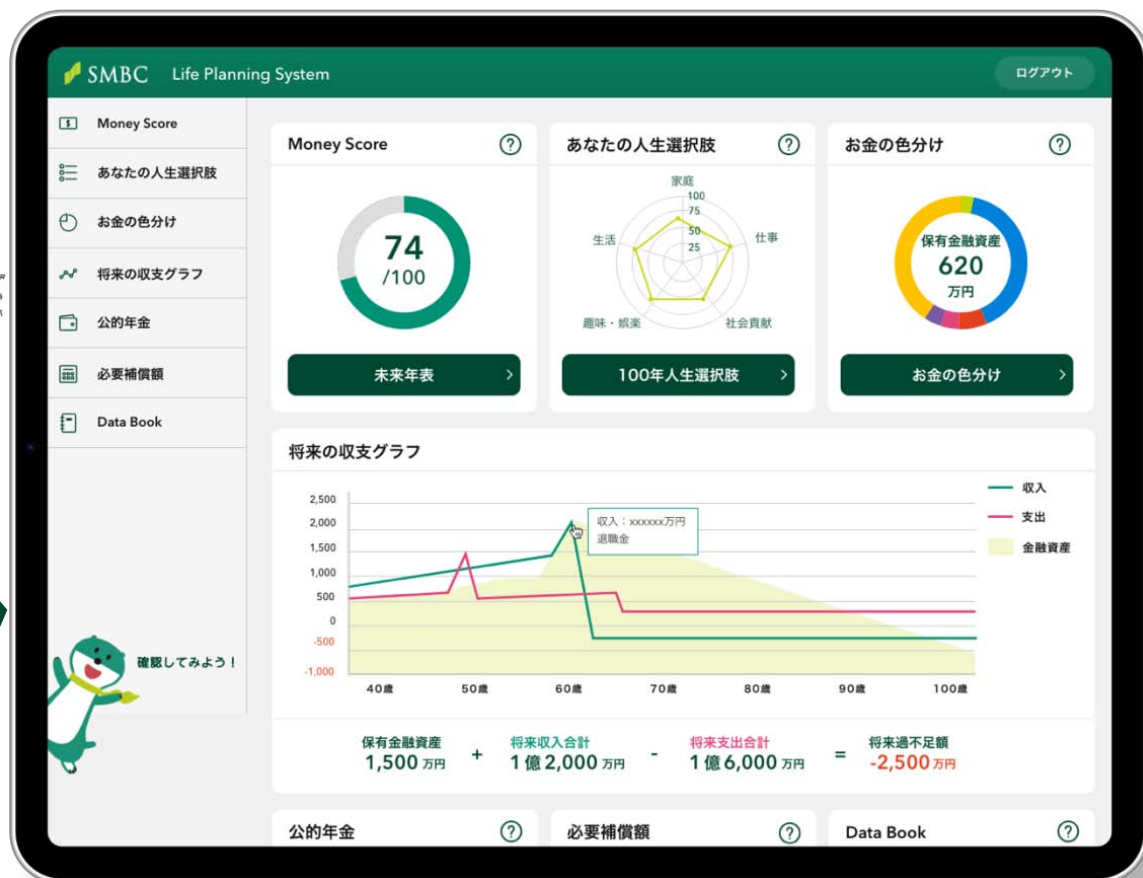 SMBC Life Planning System
ログアウト
Money Score
あなたの人生選択肢
お金の色分け
将来の収支グラフ
公的年金
必要補償額
Data Book
確認してみよう！
Money Score
74
/100
未来年表
あなたの人生選択肢
家庭
100
75
50
25
仕事
生活
趣味・娯楽
社会貢献
100年人生選択肢
お金の色分け
保有金融資産
620
万円
お金の色分け
将来の収支グラフ
2,500
2,000
1,500
1,000
500
0
-500
-1,000
収入：xxxxxx万円
退職金
収入
支出
金融資産
40歳 50歳 60歳 70歳 80歳 90歳 100歳
保有金融資産 将来収入合計 将来支出合計 将来過不足額
1,500 万円 + 1億2,000 万円 - 1億6,000 万円 = -2,500 万円
公的年金
必要補償額
Data Book